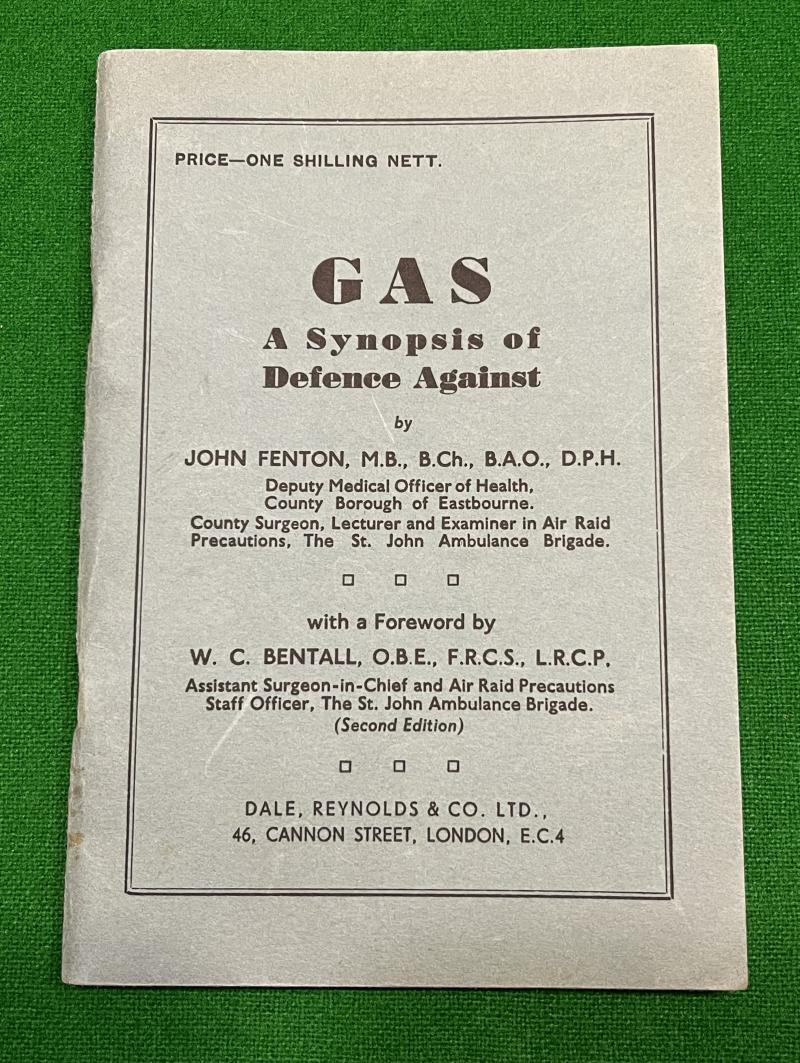 PRICE—ONE SHILLING NETT.
GAS
A Synopsis of
Defence Against
by
JOHN FENTON, M.B., B.Ch., B.A.O., D.P.H.
Deputy Medical Officer of Health,
County Borough of Eastbourne.
County Surgeon, Lecturer and Examiner in Air Raid
Precautions, The St. John Ambulance Brigade.
with a Foreword by
W. C. BENTALL, O.B.E., F.R.C.S., L.R.C.P.
Assistant Surgeon-in-Chief and Air Raid Precautions
Staff Officer, The St. John Ambulance Brigade.
(Second Edition)
DALE, REYNOLDS & CO. LTD.,
46, CANNON STREET, LONDON, E.C.4